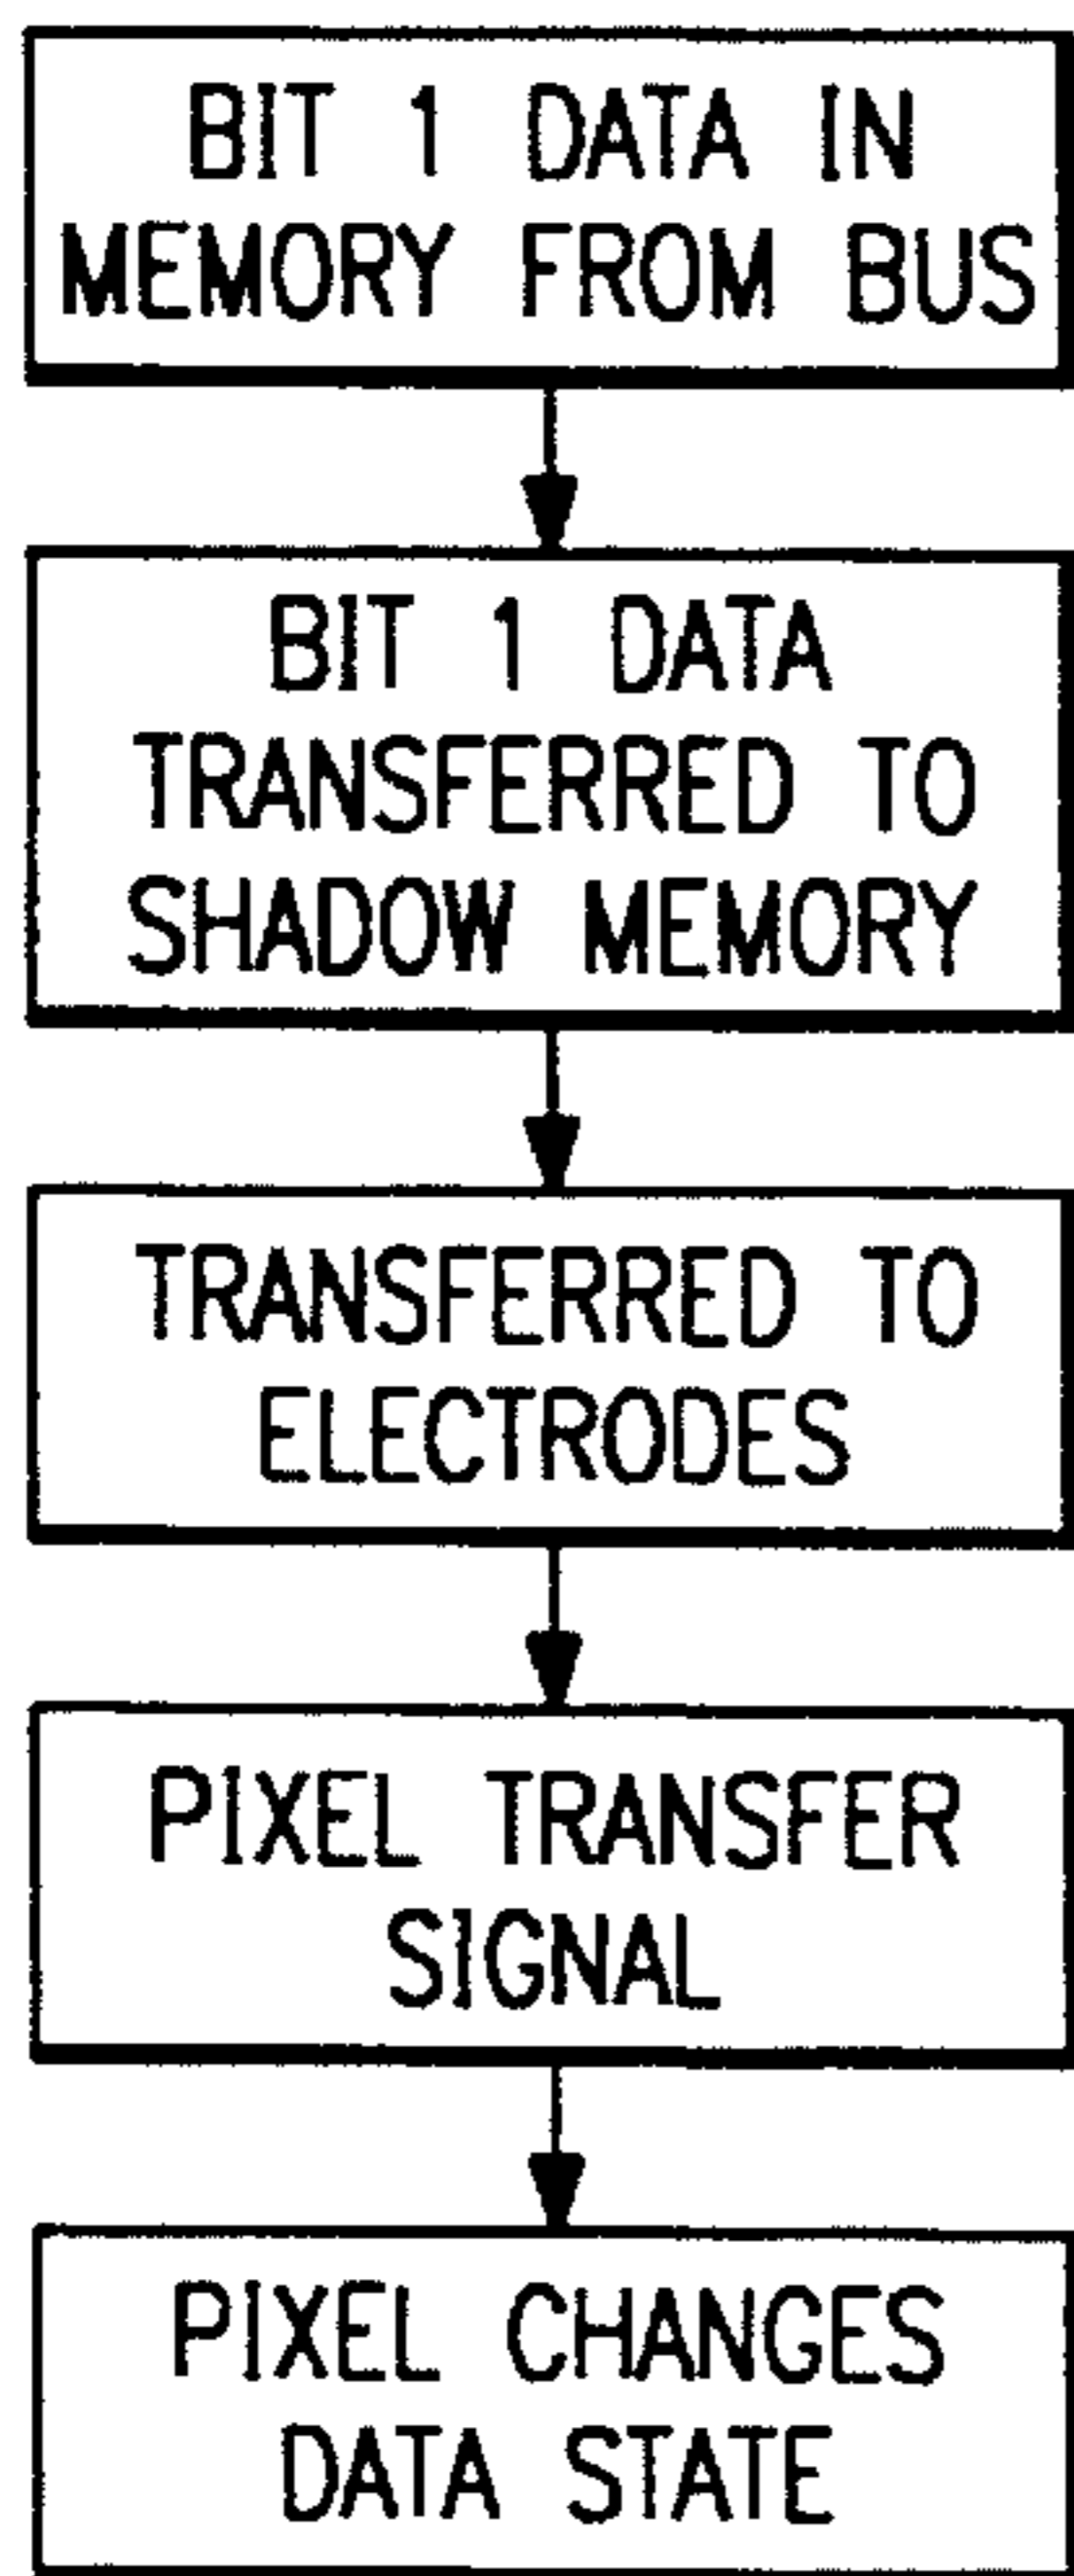 BIT 1 DATA IN
MEMORY FROM BUS
BIT 1 DATA
TRANSFERRED TO
SHADOW MEMORY
TRANSFERRED TO
ELECTRODES
PIXEL TRANSFER
SIGNAL
PIXEL CHANGES
DATA STATE